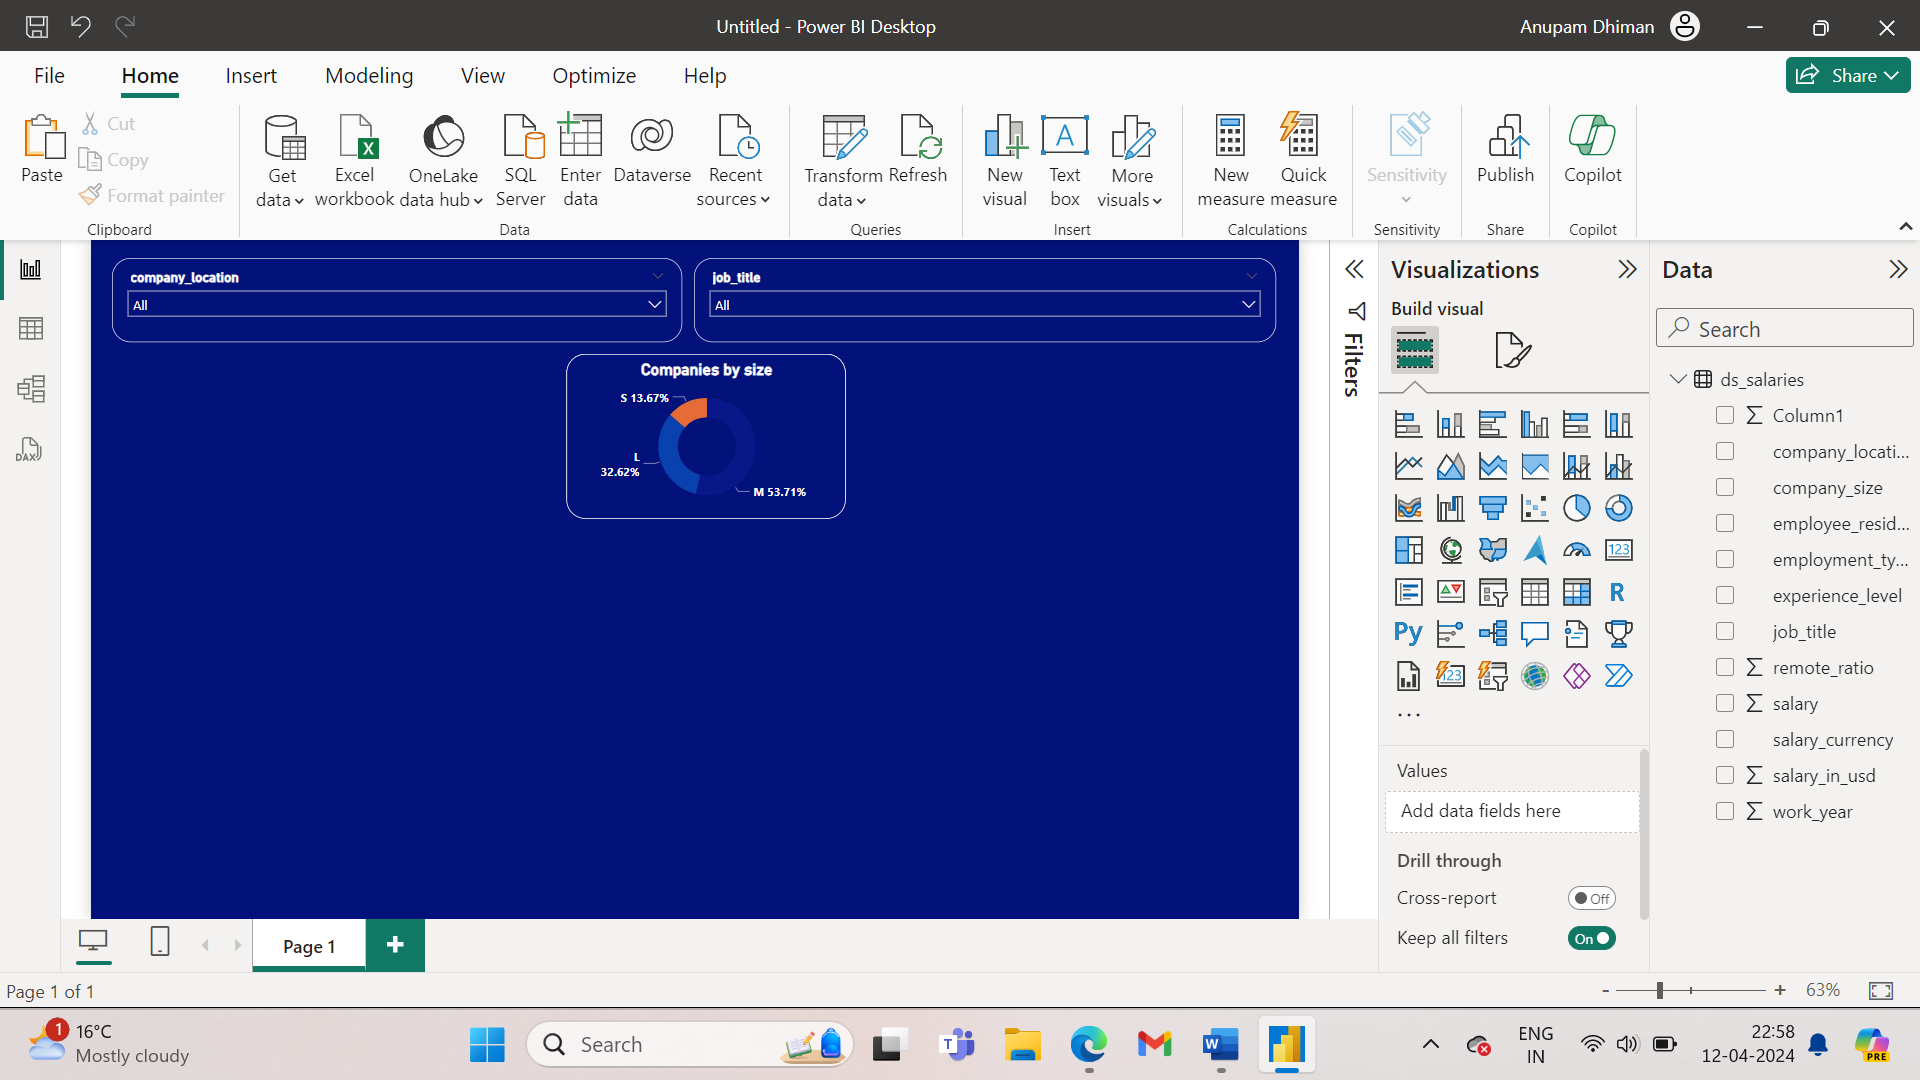 Untitled - Power BI Desktop
Anupam Dhiman
File Home Insert Modeling View Optimize Help
Share
Paste
Cut
Copy
Format painter
Clipboard
Get data
Excel workbook
OneLake data hub
SQL Server
Enter data
Dataverse
Recent sources
Data
Transform data
Refresh
Queries
New visual
Text box
More visuals
Insert
New measure
Quick measure
Calculations
Sensitivity
Sensitivity
Publish
Share
Copilot
Copilot
DAX
company_location
All
job_title
All
Companies by size
S 13.67%
L
32.62%
M 53.71%
Filters
Visualizations
Build visual
123
R
Py
123
...
Values
Add data fields here
Drill through
Cross-report
Off
Keep all filters
On
Data
Search
ds_salaries
Column1
company_locati...
company_size
employee_resid...
employment_ty...
experience_level
job_title
remote_ratio
salary
salary_currency
salary_in_usd
work_year
Page 1
+
Page 1 of 1
- + 63%
1
16°C
Mostly cloudy
Search
ENG
IN
22:58
12-04-2024
PRE